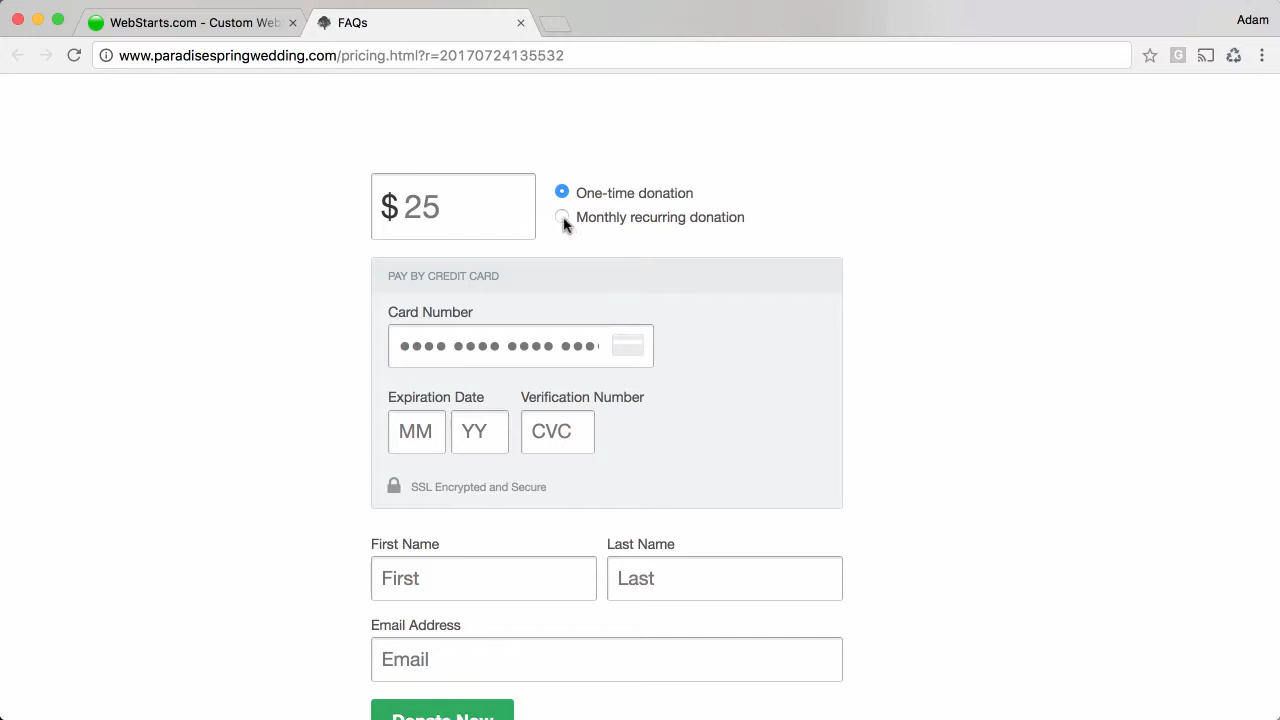 WebStarts.com - Custom Web
FAQs
Adam
www.paradisespringwedding.com/pricing.html?r=20170724135532
$ 25
One-time donation
Monthly recurring donation
PAY BY CREDIT CARD
Card Number
Expiration Date
Verification Number
MM
YY
CVC
SSL Encrypted and Secure
First Name
Last Name
First
Last
Email Address
Email
Donate Now